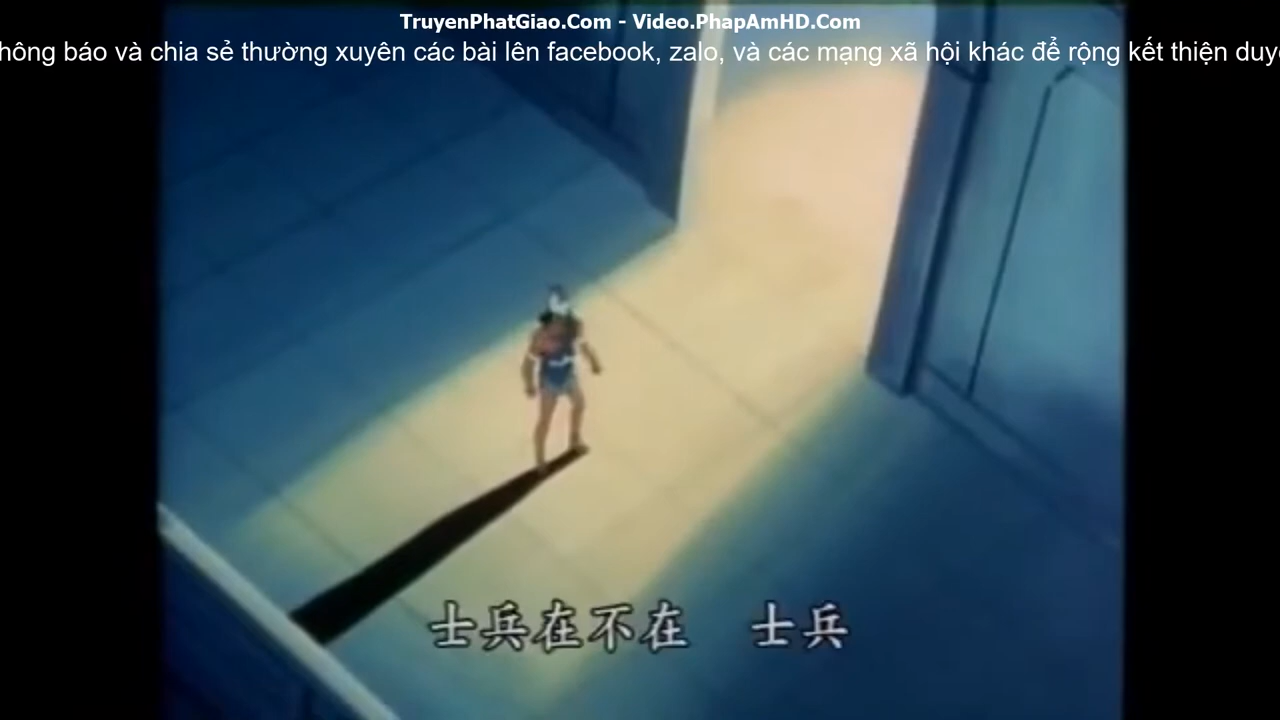 TruyenPhatGiao.Com - Video.PhapAmHD.Com
hông báo và chia sẻ thường xuyên các bài lên facebook, zalo, và các mạng xã hội khác để rộng kết thiện duy
士兵在不在 士兵